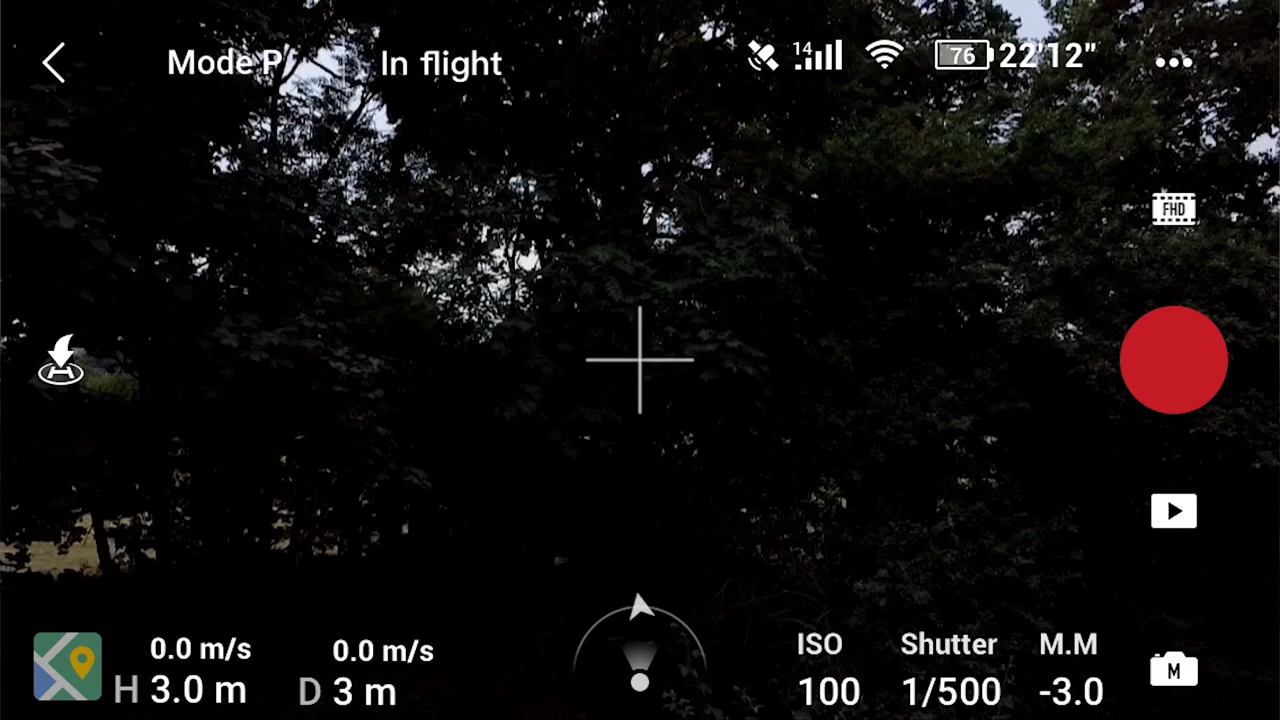 Mode P In flight 14 76 22'12"
FHD
0.0 m/s 0.0 m/s
H 3.0 m D 3 m
ISO Shutter M.M
100 1/500 -3.0
M